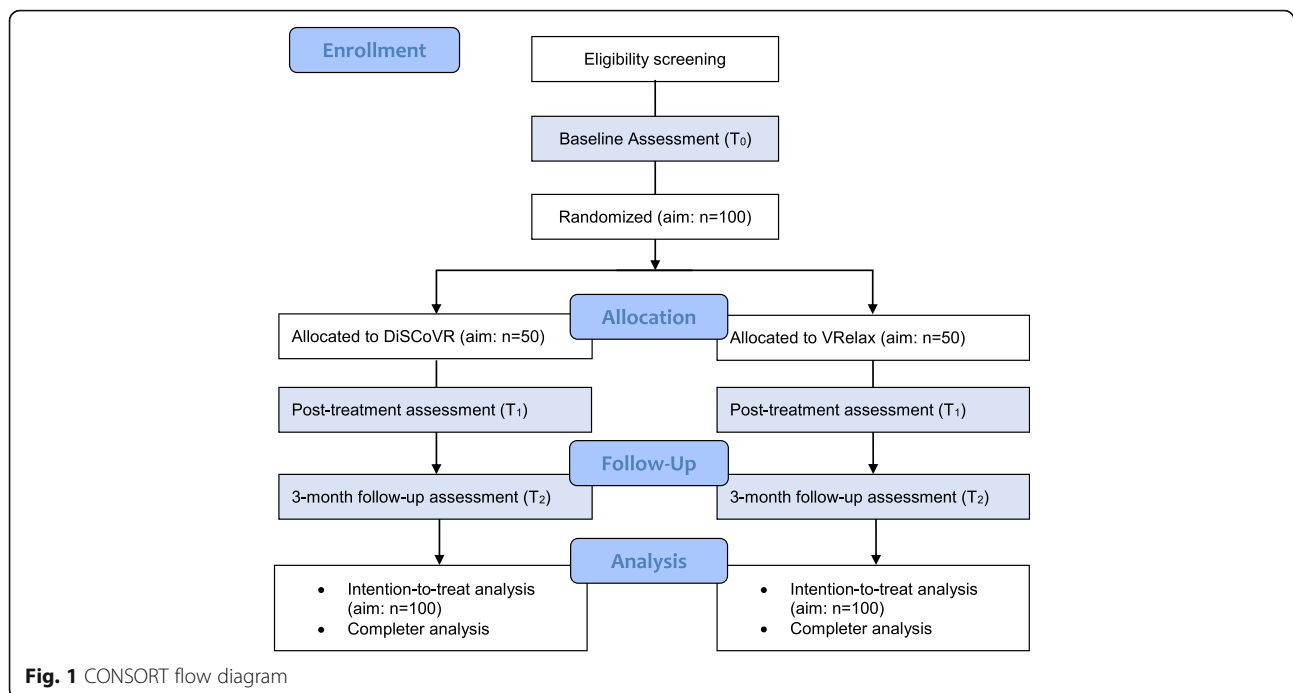 Enrollment
Eligibility screening
Baseline Assessment (T₀)
Randomized (aim: n=100)
Allocation
Allocated to DiSCoVR (aim: n=50)
Allocated to VRelax (aim: n=50)
Post-treatment assessment (T₁)
Post-treatment assessment (T₁)
Follow-Up
3-month follow-up assessment (T₂)
3-month follow-up assessment (T₂)
Analysis
• Intention-to-treat analysis
(aim: n=100)
• Completer analysis
• Intention-to-treat analysis
(aim: n=100)
• Completer analysis
Fig. 1 CONSORT flow diagram